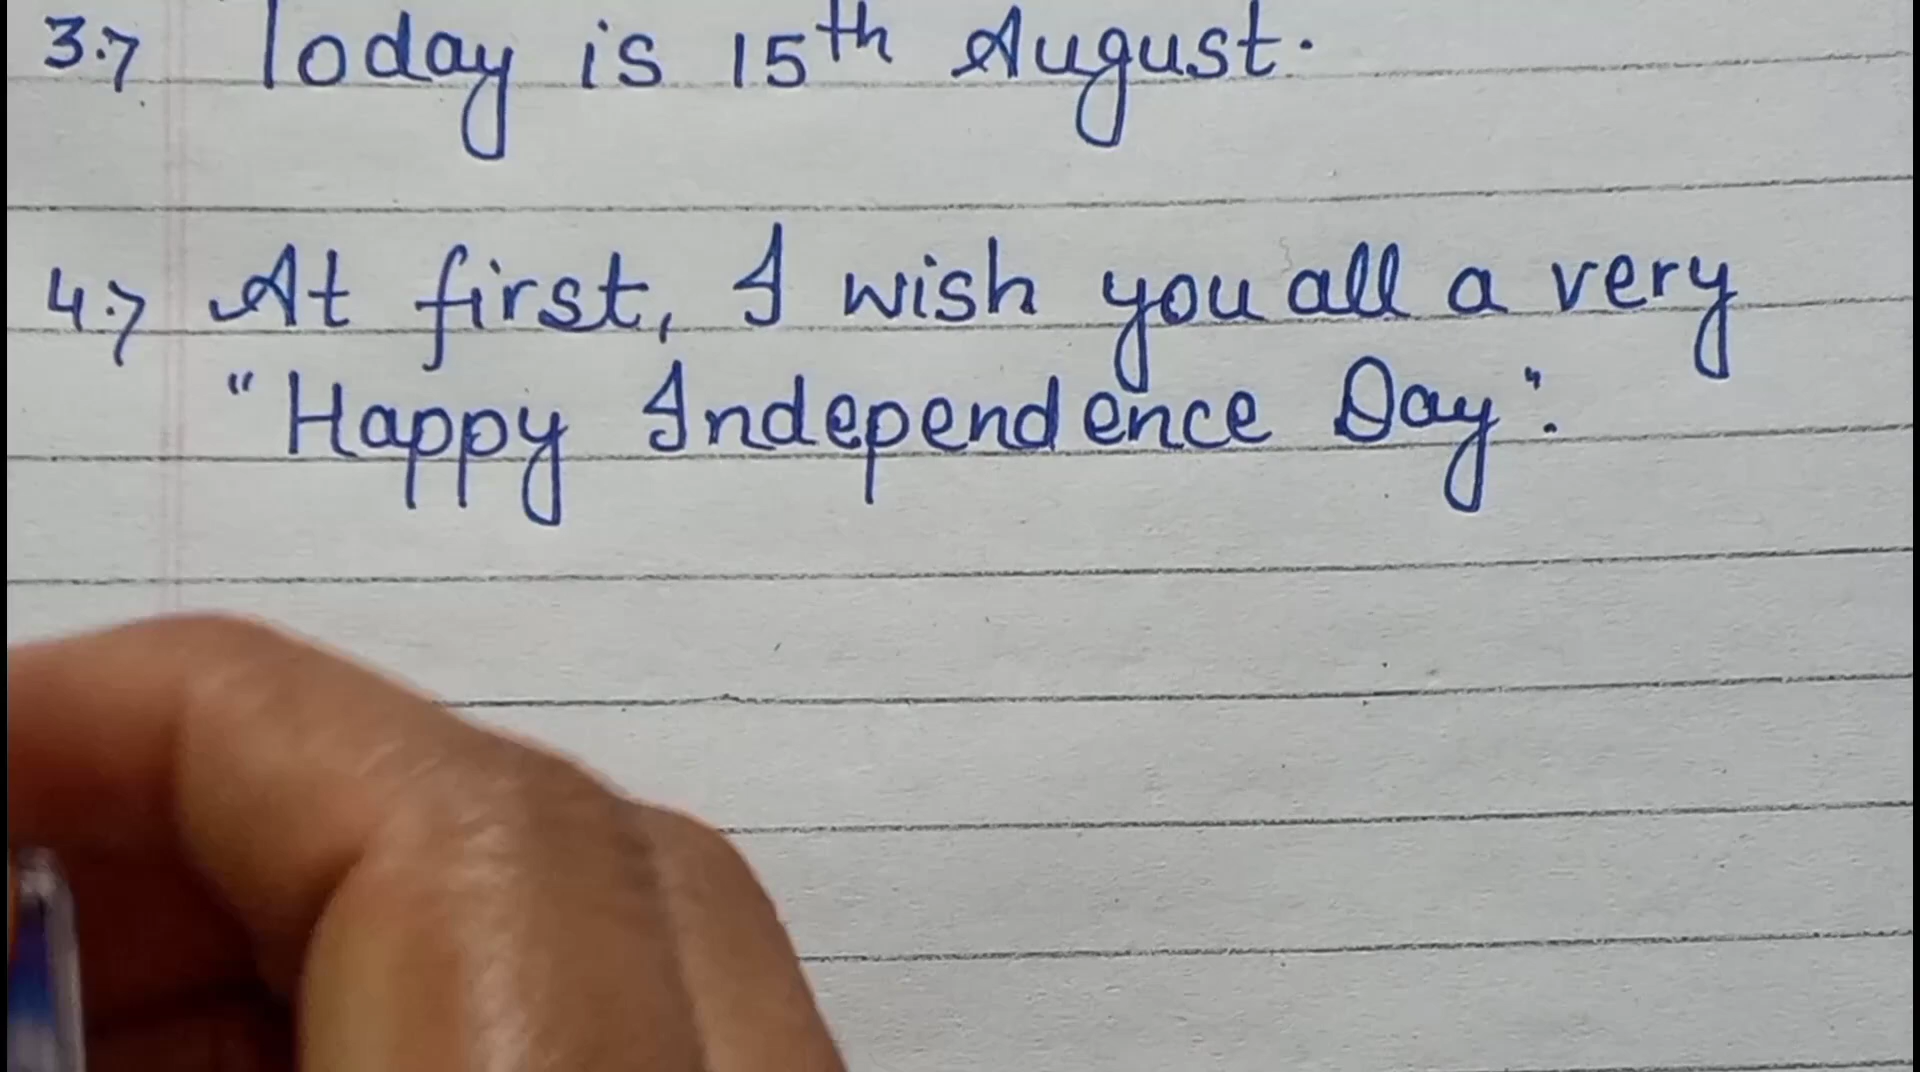 3.> Today is 15th August.
4.> At first, I wish you all a very
"Happy Independence Day".